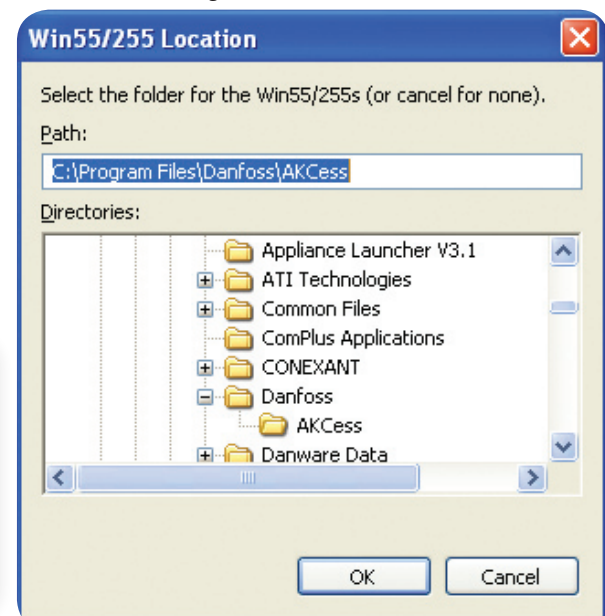 Win55/255 Location
Select the folder for the Win55/255s (or cancel for none).
Path:
C:\Program Files\Danfoss\AKCess
Directories:
Appliance Launcher V3.1
ATI Technologies
Common Files
ComPlus Applications
CONEXANT
Danfoss
AKCess
Danware Data
OK
Cancel